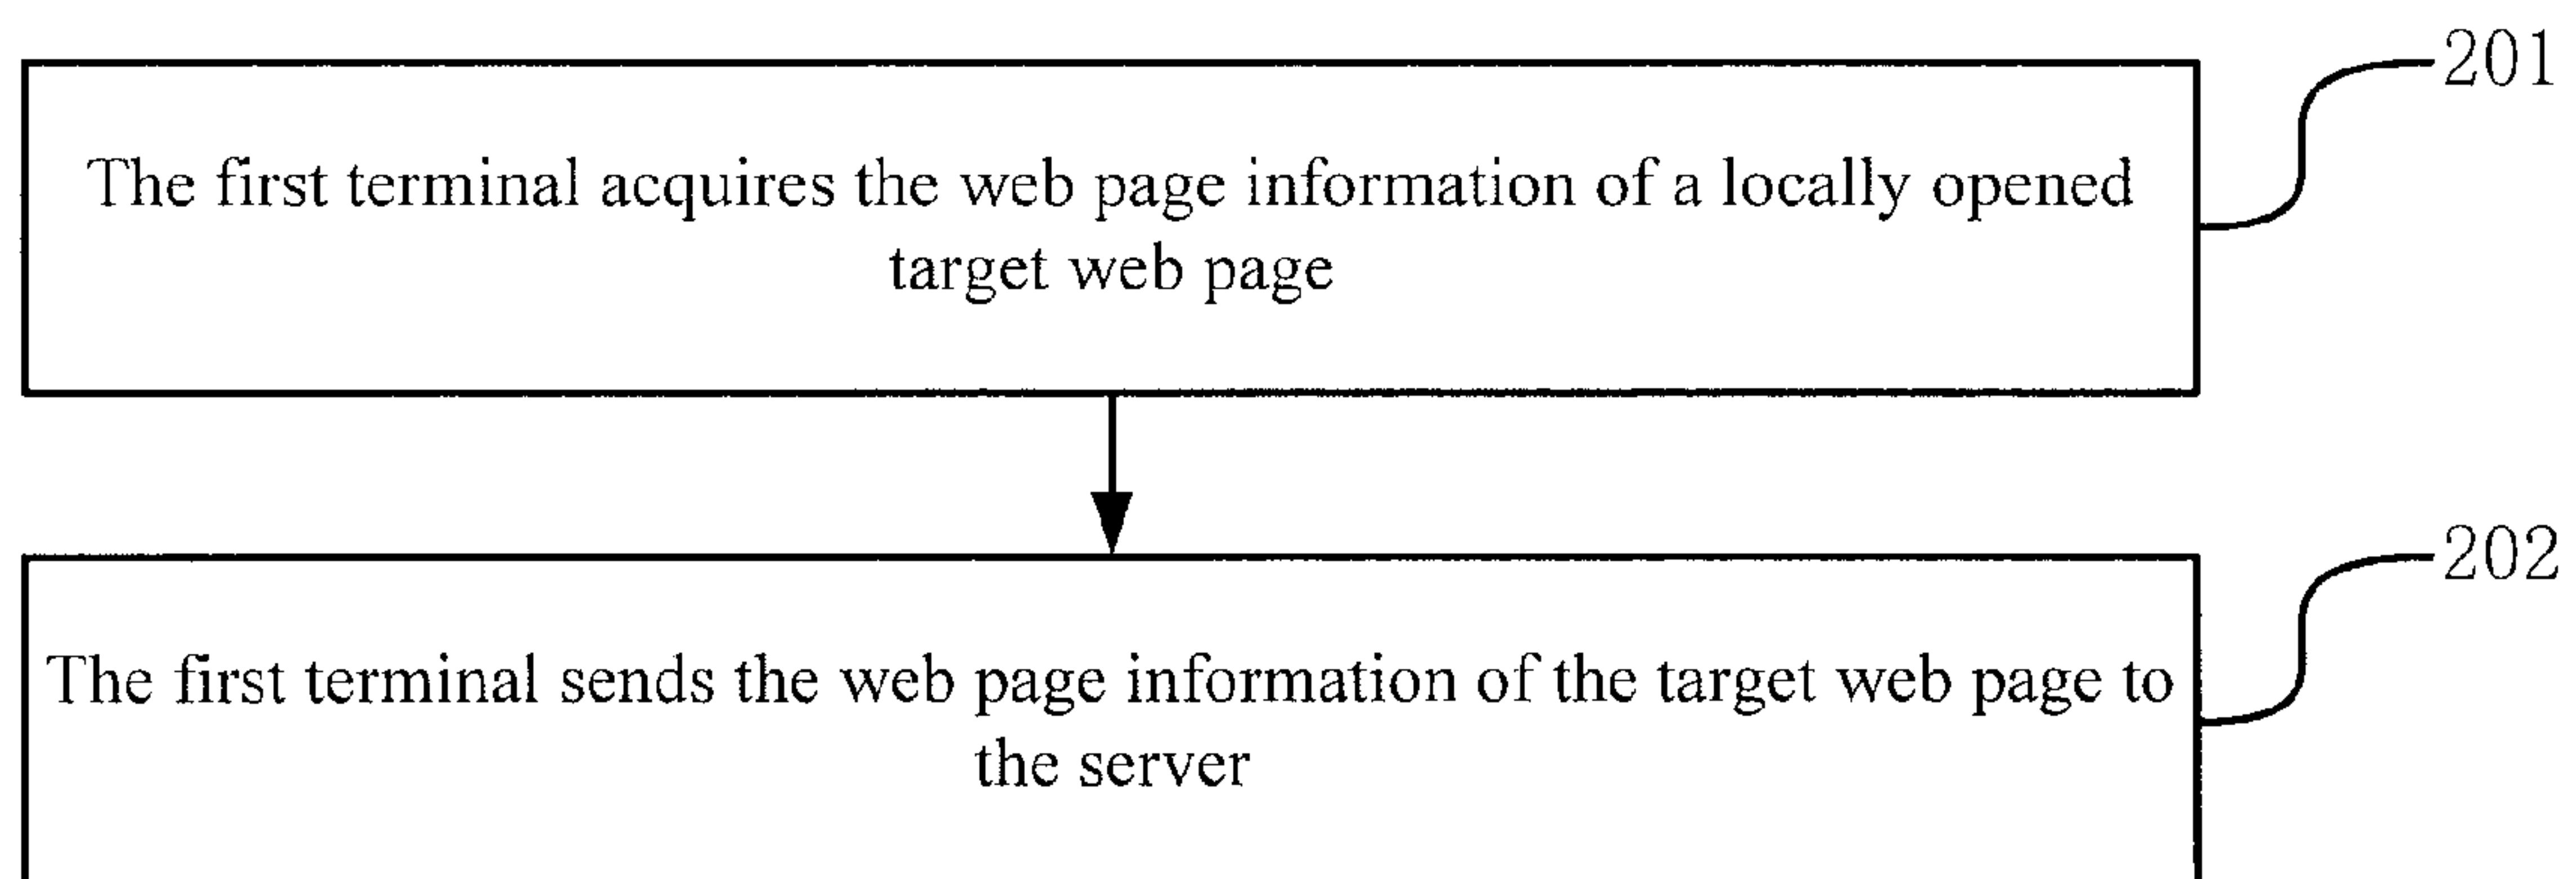 201
The first terminal acquires the web page information of a locally opened
target web page
202
The first terminal sends the web page information of the target web page to
the server